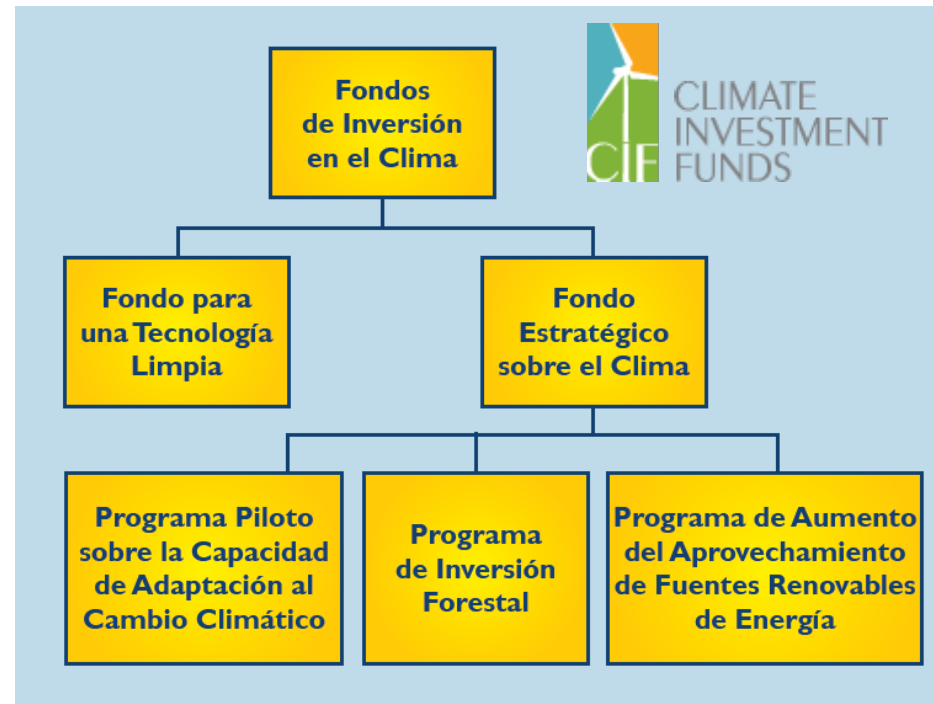 Fondos
de Inversión
en el Clima
CIF
CLIMATE
INVESTMENT
FUNDS
Fondo para
una Tecnología
Limpia
Fondo
Estratégico
sobre el Clima
Programa Piloto
sobre la Capacidad
de Adaptación al
Cambio Climático
Programa
de Inversión
Forestal
Programa de Aumento
del Aprovechamiento
de Fuentes Renovables
de Energía